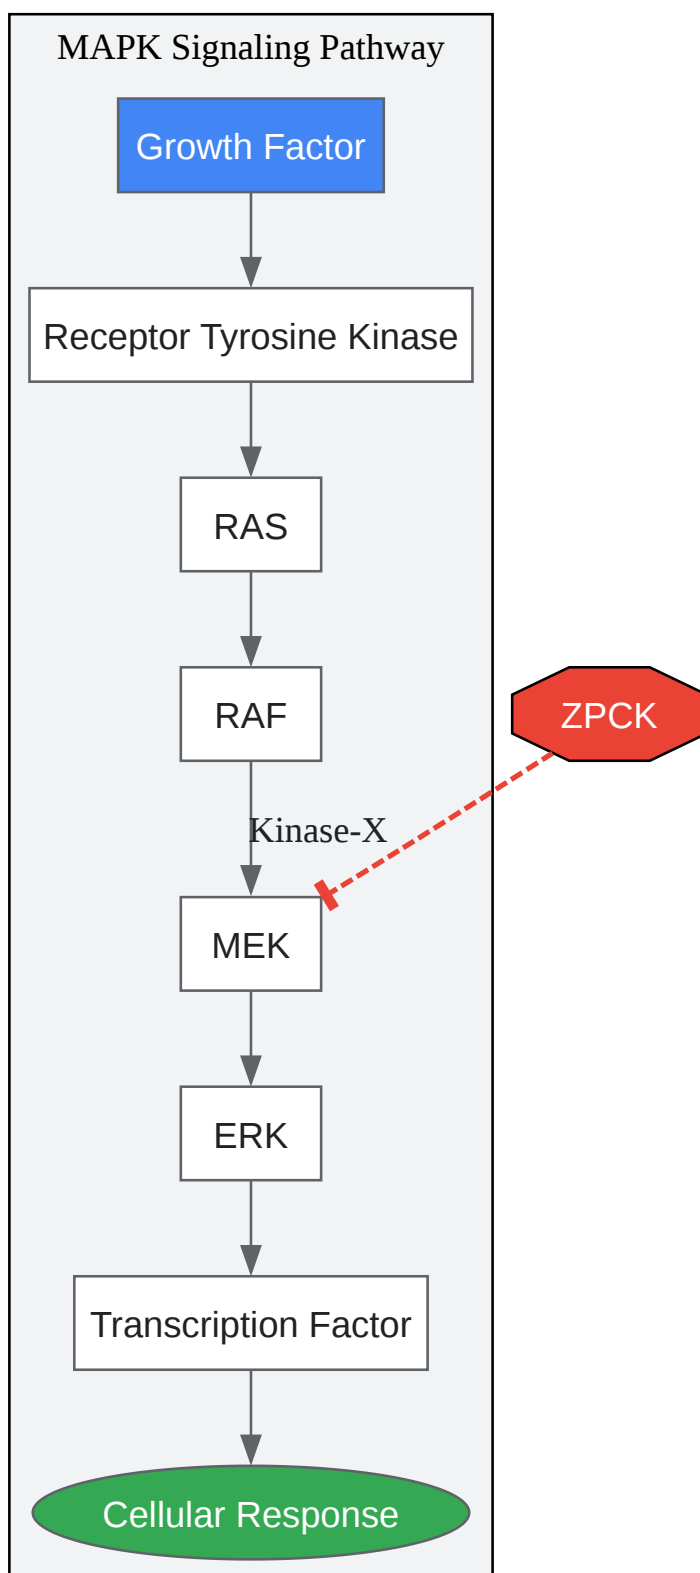 MAPK Signaling Pathway
Growth Factor
Receptor Tyrosine Kinase
RAS
RAF
ZPCK
Kinase-X
MEK
ERK
Transcription Factor
Cellular Response